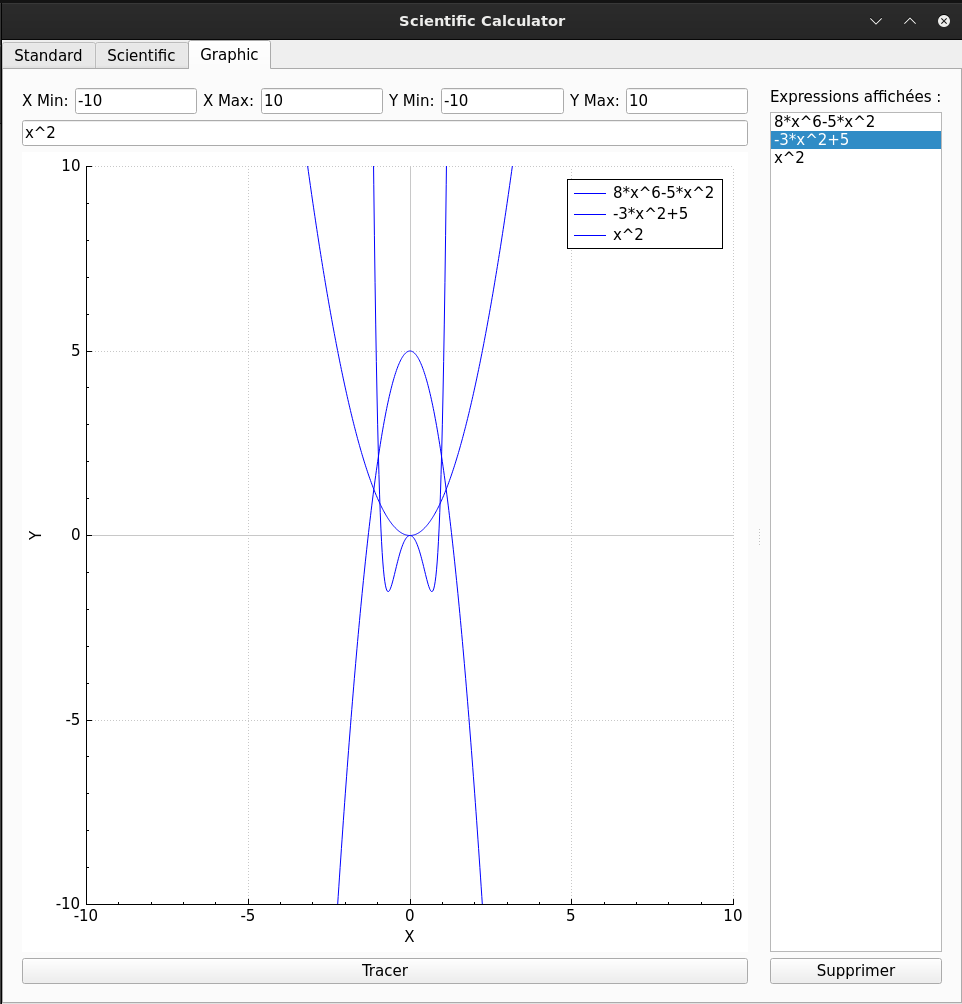 Scientific Calculator
Standard Scientific Graphic
X Min: -10 X Max: 10 Y Min: -10 Y Max: 10
x^2
Expressions affichées :
8*x^6-5*x^2
-3*x^2+5
x^2
10
5
0
-5
-10
Y
8*x^6-5*x^2
-3*x^2+5
x^2
-10 -5 0 5 10
X
Tracer
Supprimer